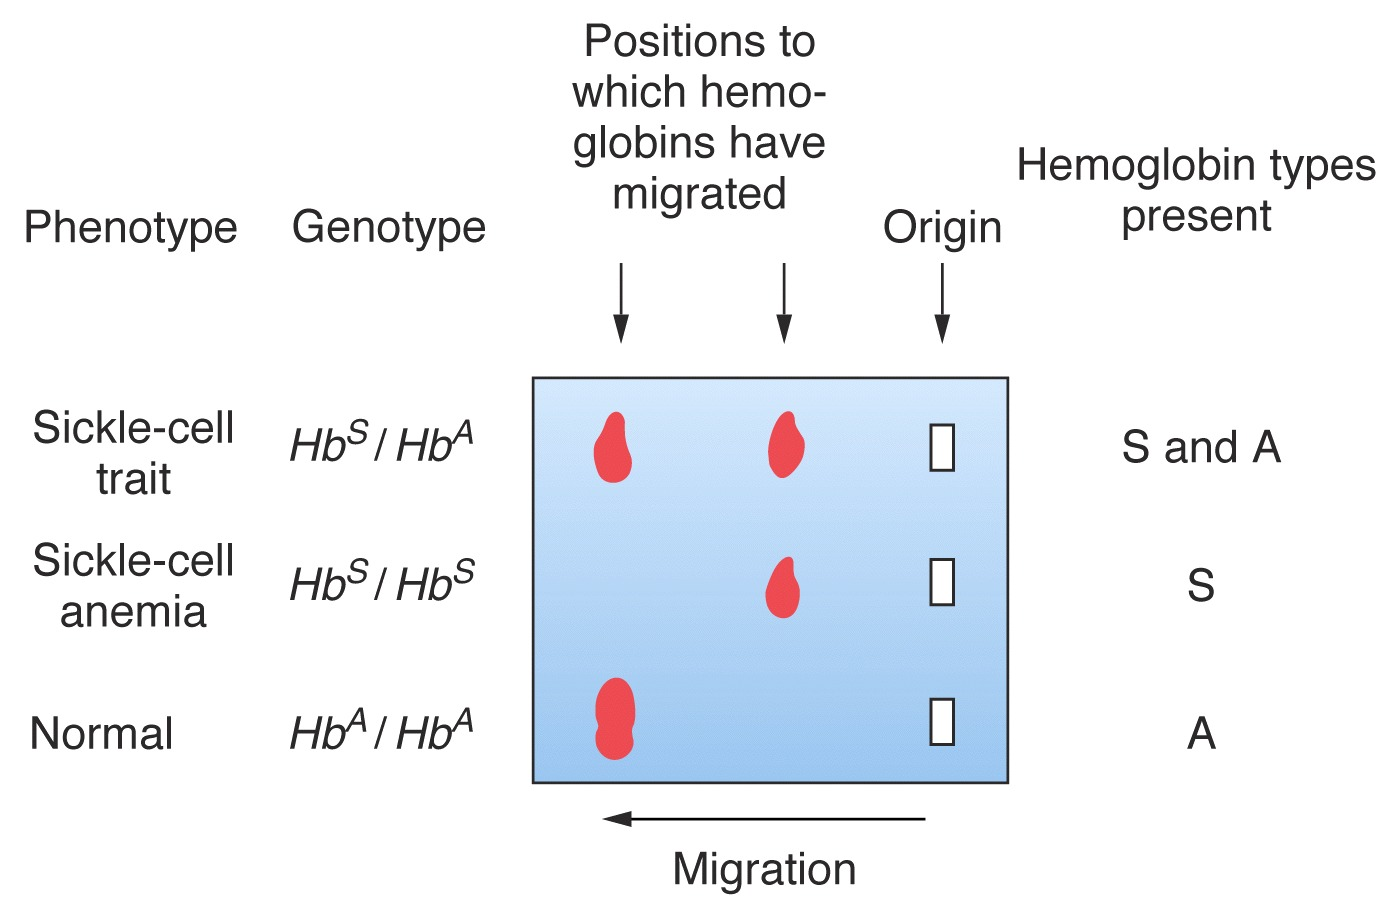 Positions to
which hemo-
globins have
migrated
Phenotype
Genotype
Origin
Hemoglobin types
present
Sickle-cell
trait
Hbˢ / Hbᴬ
S and A
Sickle-cell
anemia
Hbˢ / Hbˢ
S
Normal
Hbᴬ / Hbᴬ
A
Migration